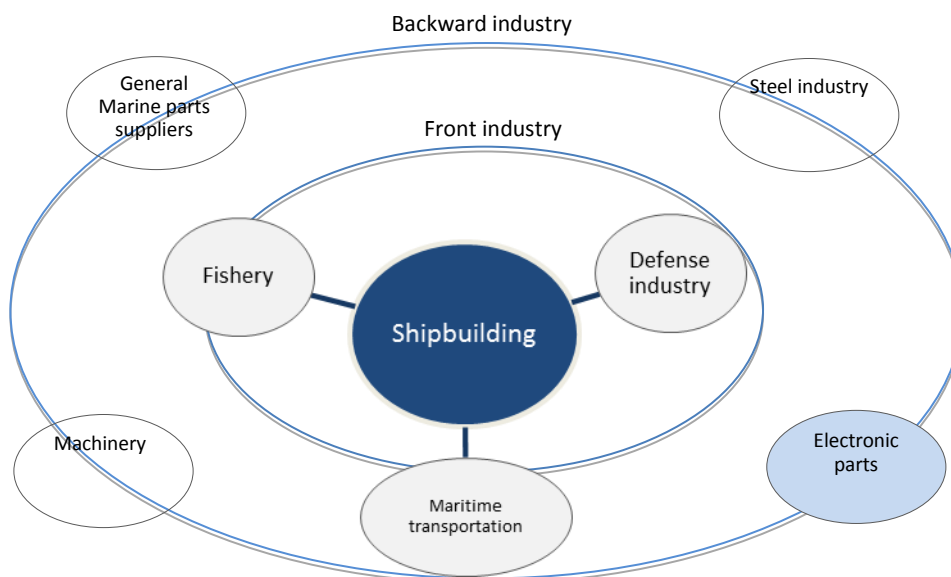 Backward industry
General
Marine parts
suppliers
Steel industry
Front industry
Fishery
Defense
industry
Shipbuilding
Machinery
Electronic
parts
Maritime
transportation